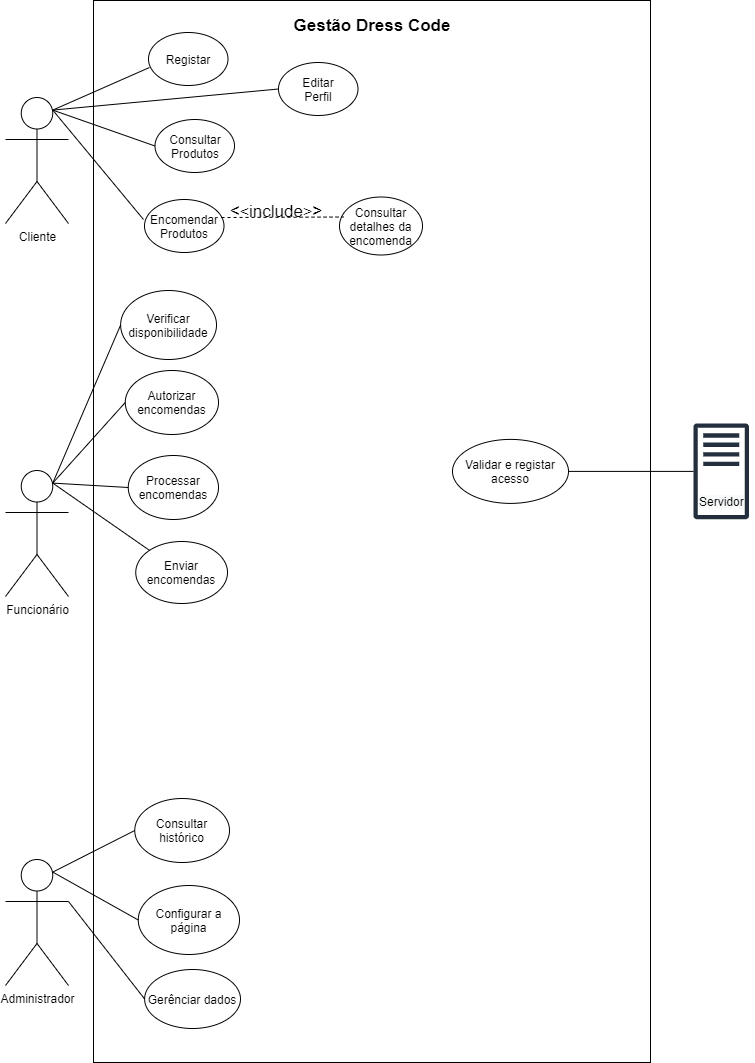 Gestão Dress Code
Registar
Editar
Perfil
Consultar
Produtos
Encomendar
Produtos
<<include>>
Consultar
detalhes da
encomenda
Cliente
Verificar
disponibilidade
Autorizar
encomendas
Processar
encomendas
Enviar
encomendas
Funcionário
Validar e registar
acesso
Servidor
Consultar
histórico
Configurar a
página
Gerênciar dados
Administrador